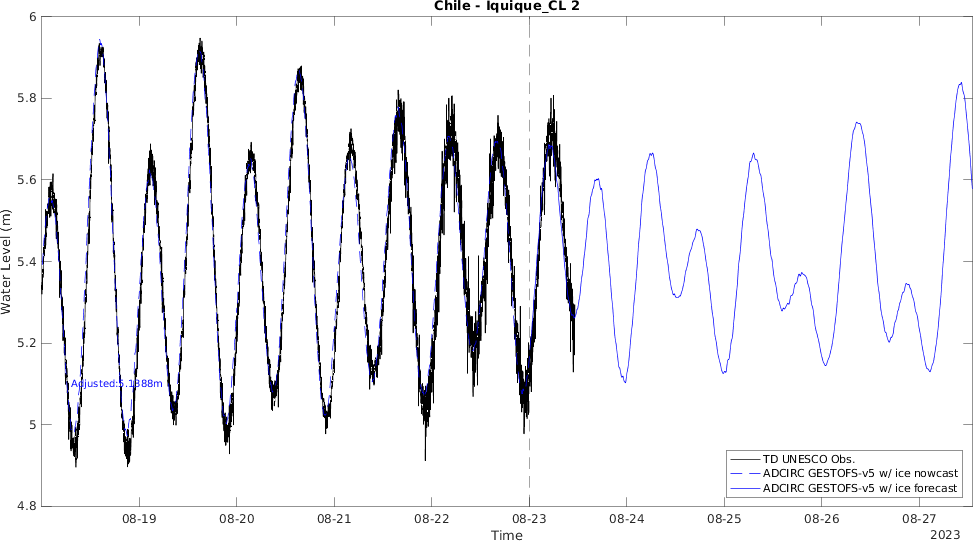 Chile - Iquique_CL 2
6
5.8
5.6
5.4
5.2
5
4.8
Water Level (m)
Adjusted:5.1388m
TD UNESCO Obs.
ADCIRC GESTOFS-v5 w/ ice nowcast
ADCIRC GESTOFS-v5 w/ ice forecast
08-19 08-20 08-21 08-22 08-23 08-24 08-25 08-26 08-27
Time
2023